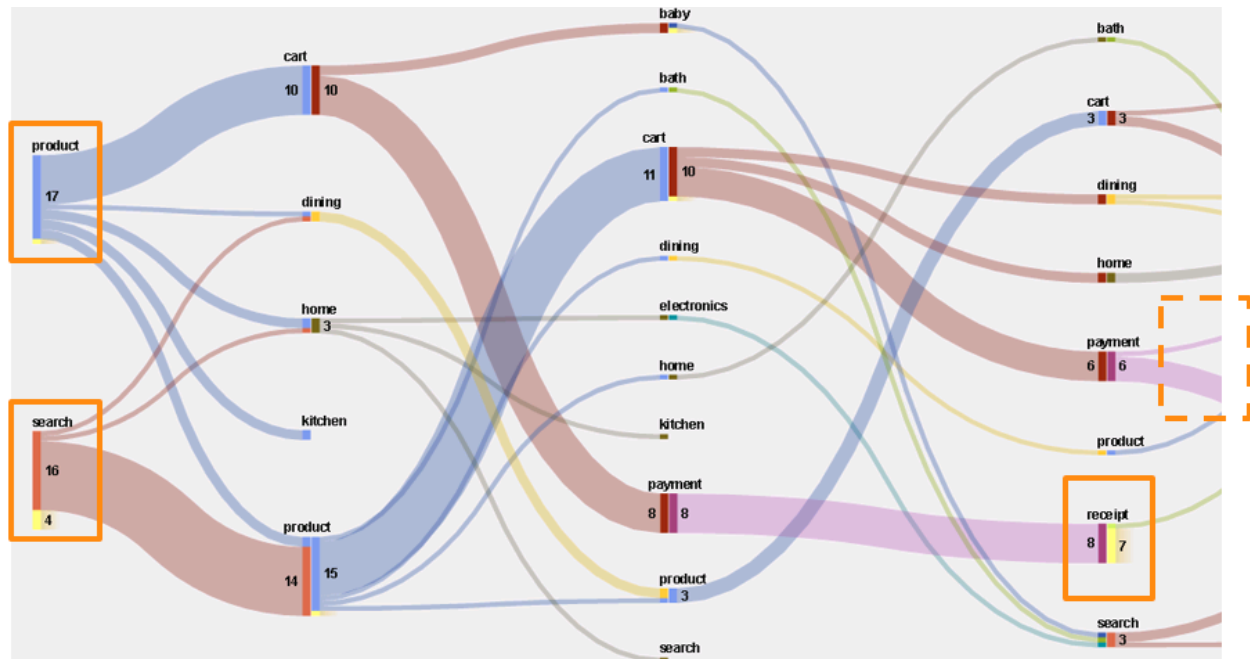 product
17
search
16
4
cart
10 10
dining
home
3
kitchen
product
14 15
baby
bath
cart
11 10
dining
electronics
home
kitchen
payment
8 8
product
3
search
bath
cart
3 3
dining
home
payment
6 6
product
receipt
8 7
search
3